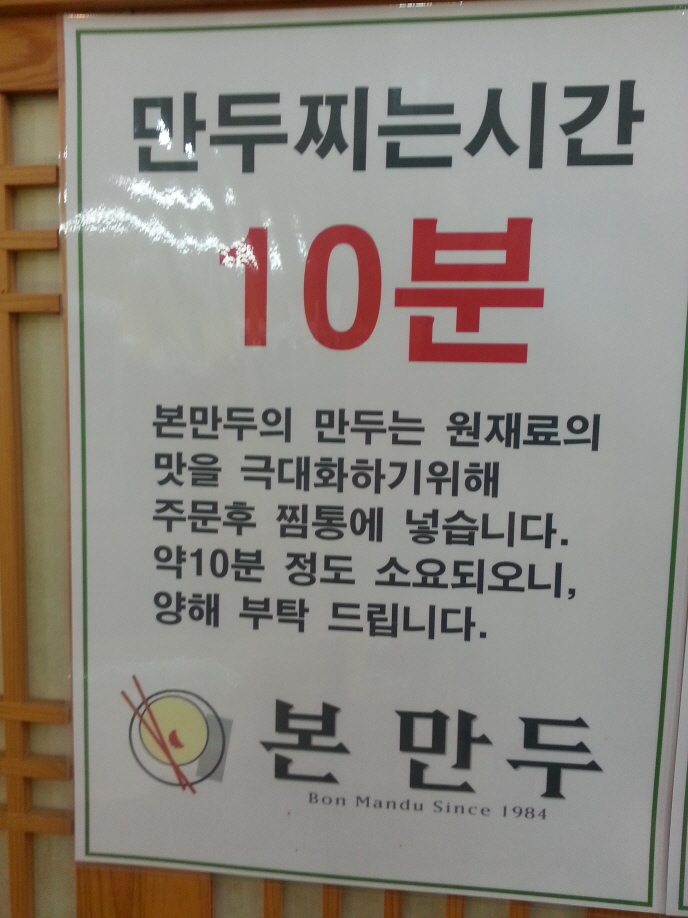 만두찌는시간
10분
본만두의 만두는 원재료의
맛을 극대화하기위해
주문후 찜통에 넣습니다.
약10분 정도 소요되오니,
양해 부탁 드립니다.
본 만두
Bon Mandu Since 1984